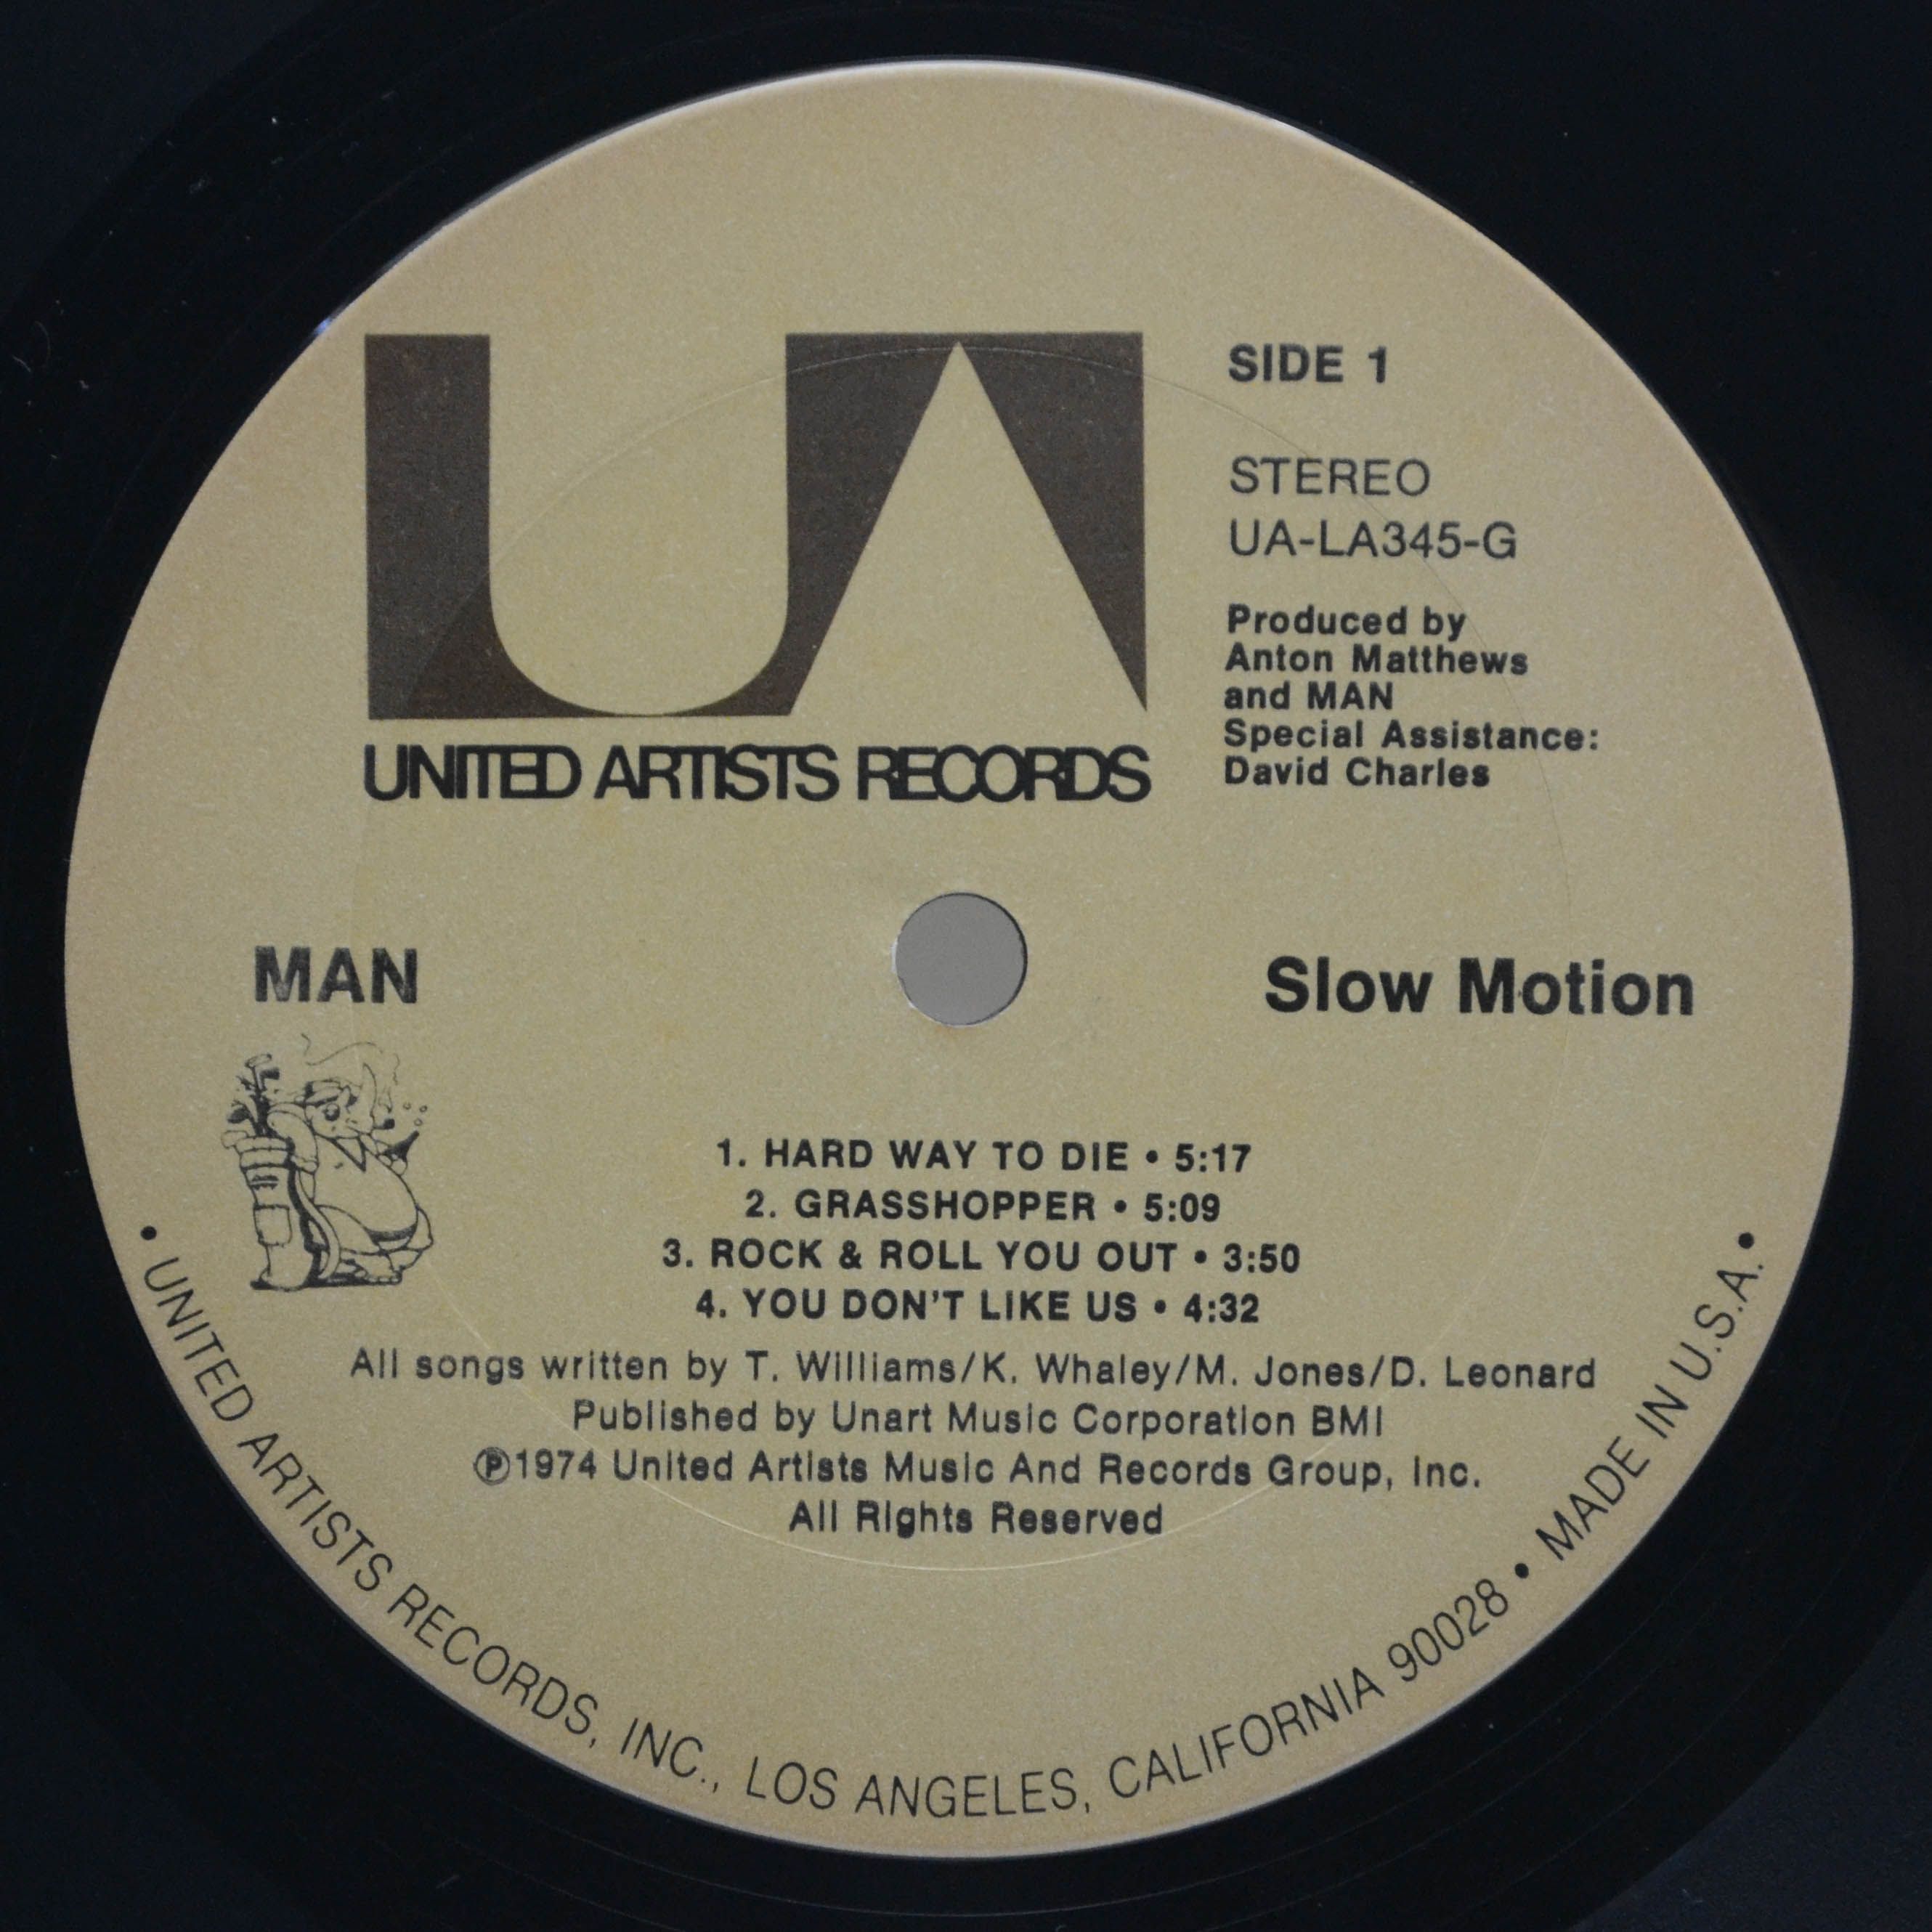 UA
UNITED ARTISTS RECORDS
SIDE 1
STEREO
UA-LA345-G
Produced by
Anton Matthews
and MAN
Special Assistance:
David Charles
MAN
Slow Motion
1. HARD WAY TO DIE • 5:17
2. GRASSHOPPER • 5:09
3. ROCK & ROLL YOU OUT • 3:50
4. YOU DON'T LIKE US • 4:32
All songs written by T. Williams/K. Whaley/M. Jones/D. Leonard
Published by Unart Music Corporation BMI
℗1974 United Artists Music And Records Group, Inc.
All Rights Reserved
• UNITED ARTISTS RECORDS, INC., LOS ANGELES, CALIFORNIA 90028 • MADE IN U.S.A. •